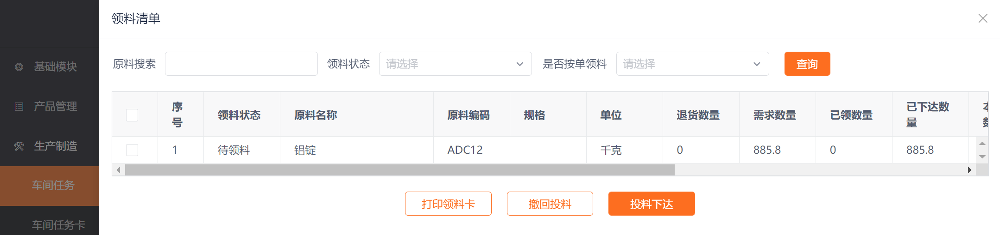 领料清单
基础模块
产品管理
生产制造
车间任务
车间任务卡
原料搜索
领料状态
请选择
是否按单领料
请选择
查询
序号
领料状态
原料名称
原料编码
规格
单位
退货数量
需求数量
已领数量
已下达数量
1
待领料
铝锭
ADC12
千克
0
885.8
0
885.8
打印领料卡
撤回投料
投料下达